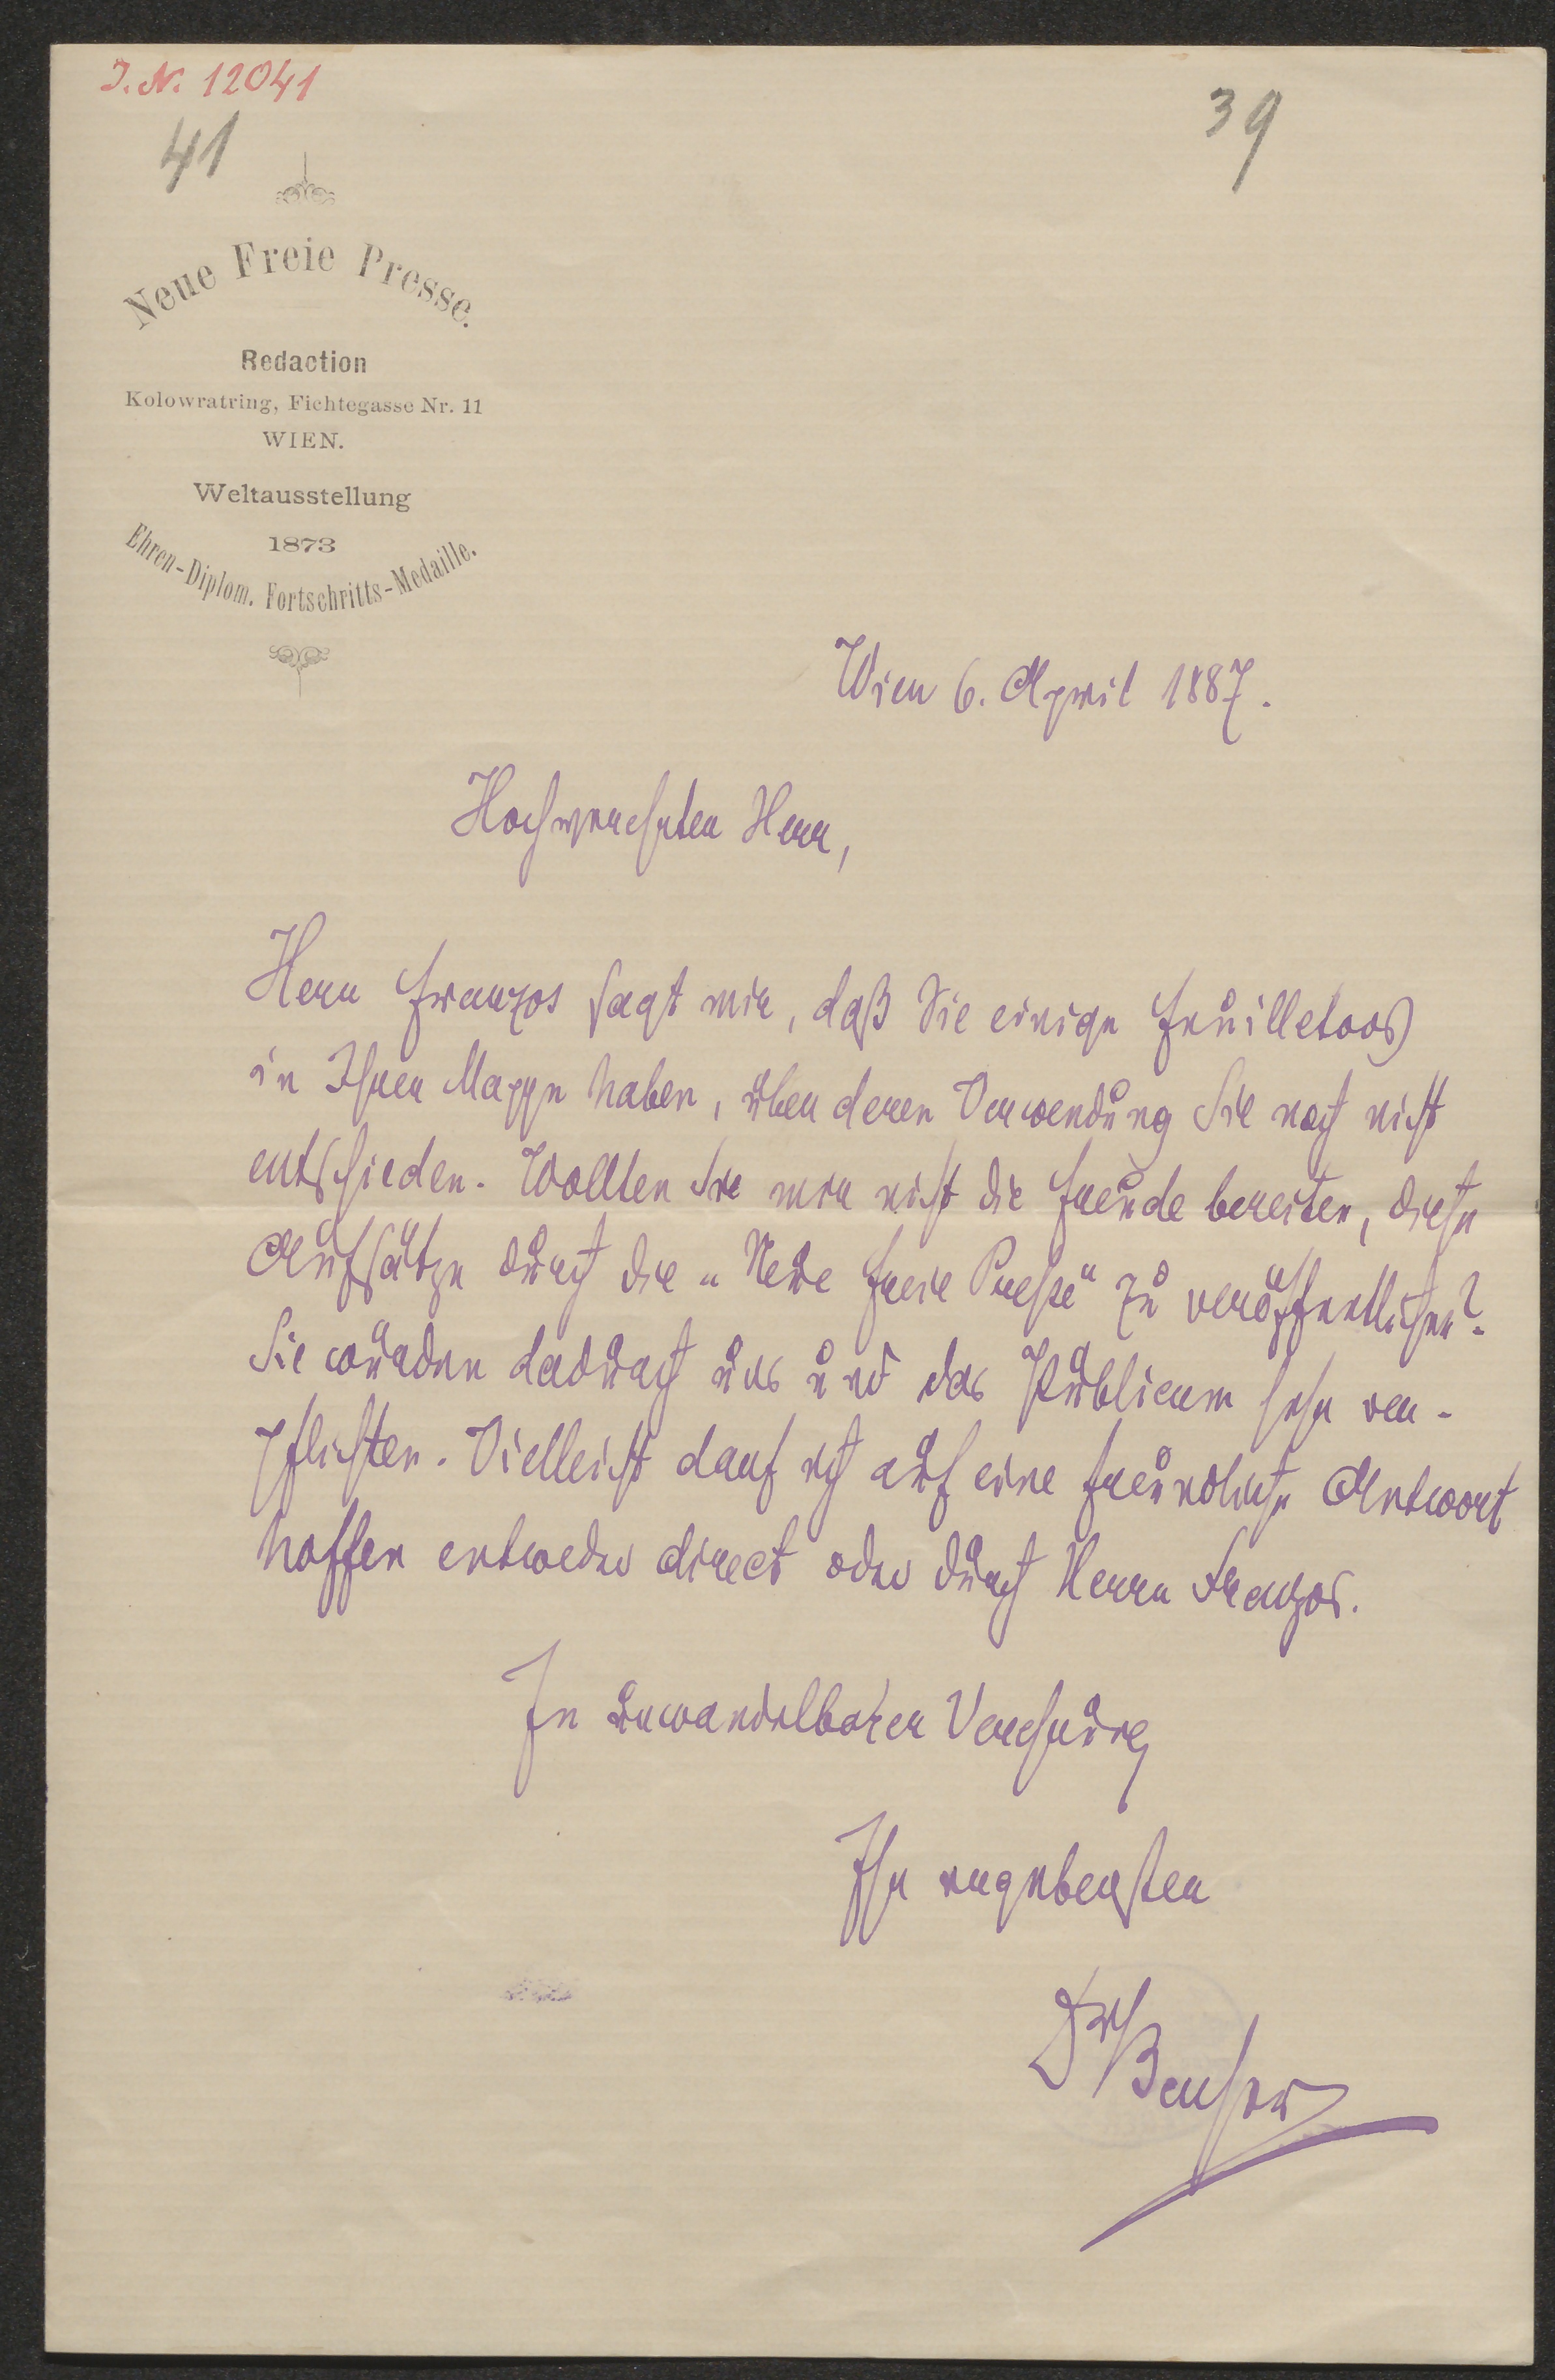 J. N. 12041
41
39
Neue Freie Presse.
Redaction
Kolowratring, Fichtegasse Nr. 11
WIEN.
Weltausstellung
1873
Ehren-Diplom. Fortschritts-Medaille.
Wien 6. April 1887.
Hochverehrter Herr,
Herr Franzos sagt mir, daß Sie einige Feuilletons
in Ihrer Mappe haben, über deren Verwendung Sie noch nicht
entschieden. Wollten Sie mir nicht die Freude bereiten, diese
Aufsätze durch die „Neue Freie Presse" zu veröffentlichen?
Sie würden dadurch uns und das Publicum sehr ver-
pflichten. Vielleicht darf ich auf eine freundliche Antwort
hoffen entweder direct oder durch Herrn Franzos.
In unwandelbarer Verehrung
Ihr ergebenster
Dr